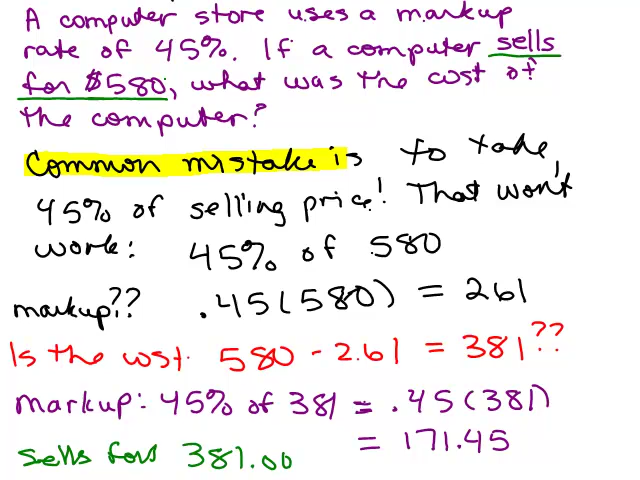 A computer store uses a markup
rate of 45%. If a computer sells
for $580, what was the cost of
the computer?
Common mistake is to take
45% of selling price! That won't
work: 45% of 580
markup?? .45(580) = 261
Is the cost 580 - 261 = 381??
markup: 45% of 381 = .45(381)
= 171.45
Sells for 381.00